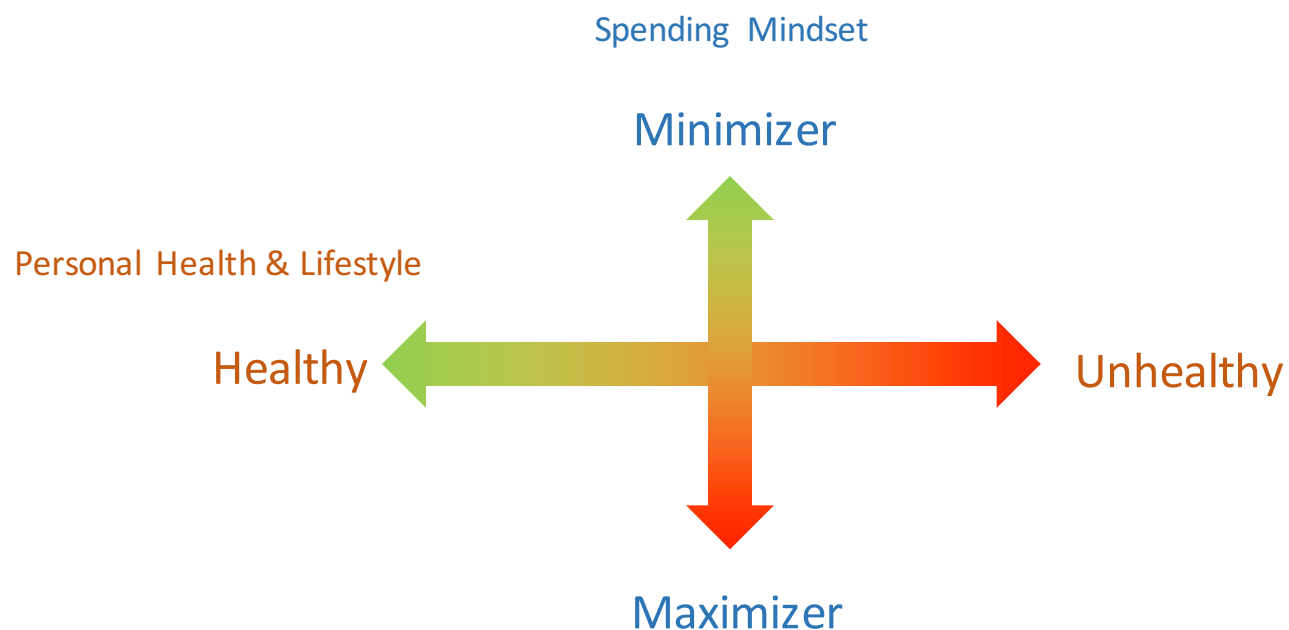 Spending Mindset
Minimizer
Personal Health & Lifestyle
Healthy
Unhealthy
Maximizer